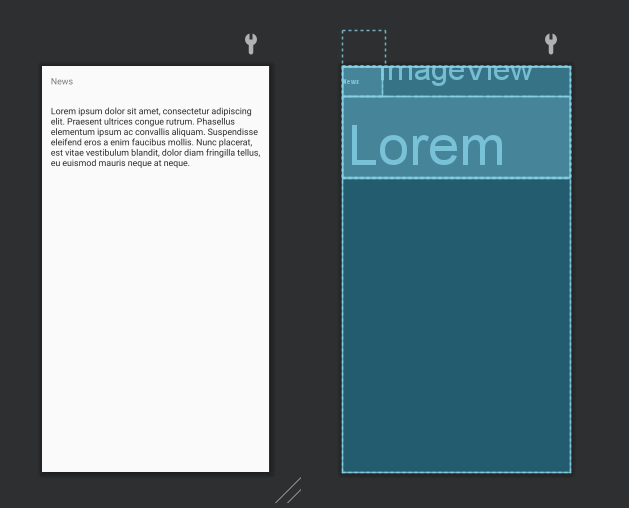 News
Lorem ipsum dolor sit amet, consectetur adipiscing
elit. Praesent ultrices congue rutrum. Phasellus
elementum ipsum ac convallis aliquam. Suspendisse
eleifend eros a enim faucibus mollis. Nunc placerat,
est vitae vestibulum blandit, dolor diam fringilla tellus,
eu euismod mauris neque at neque.
ImageView
News
Lorem